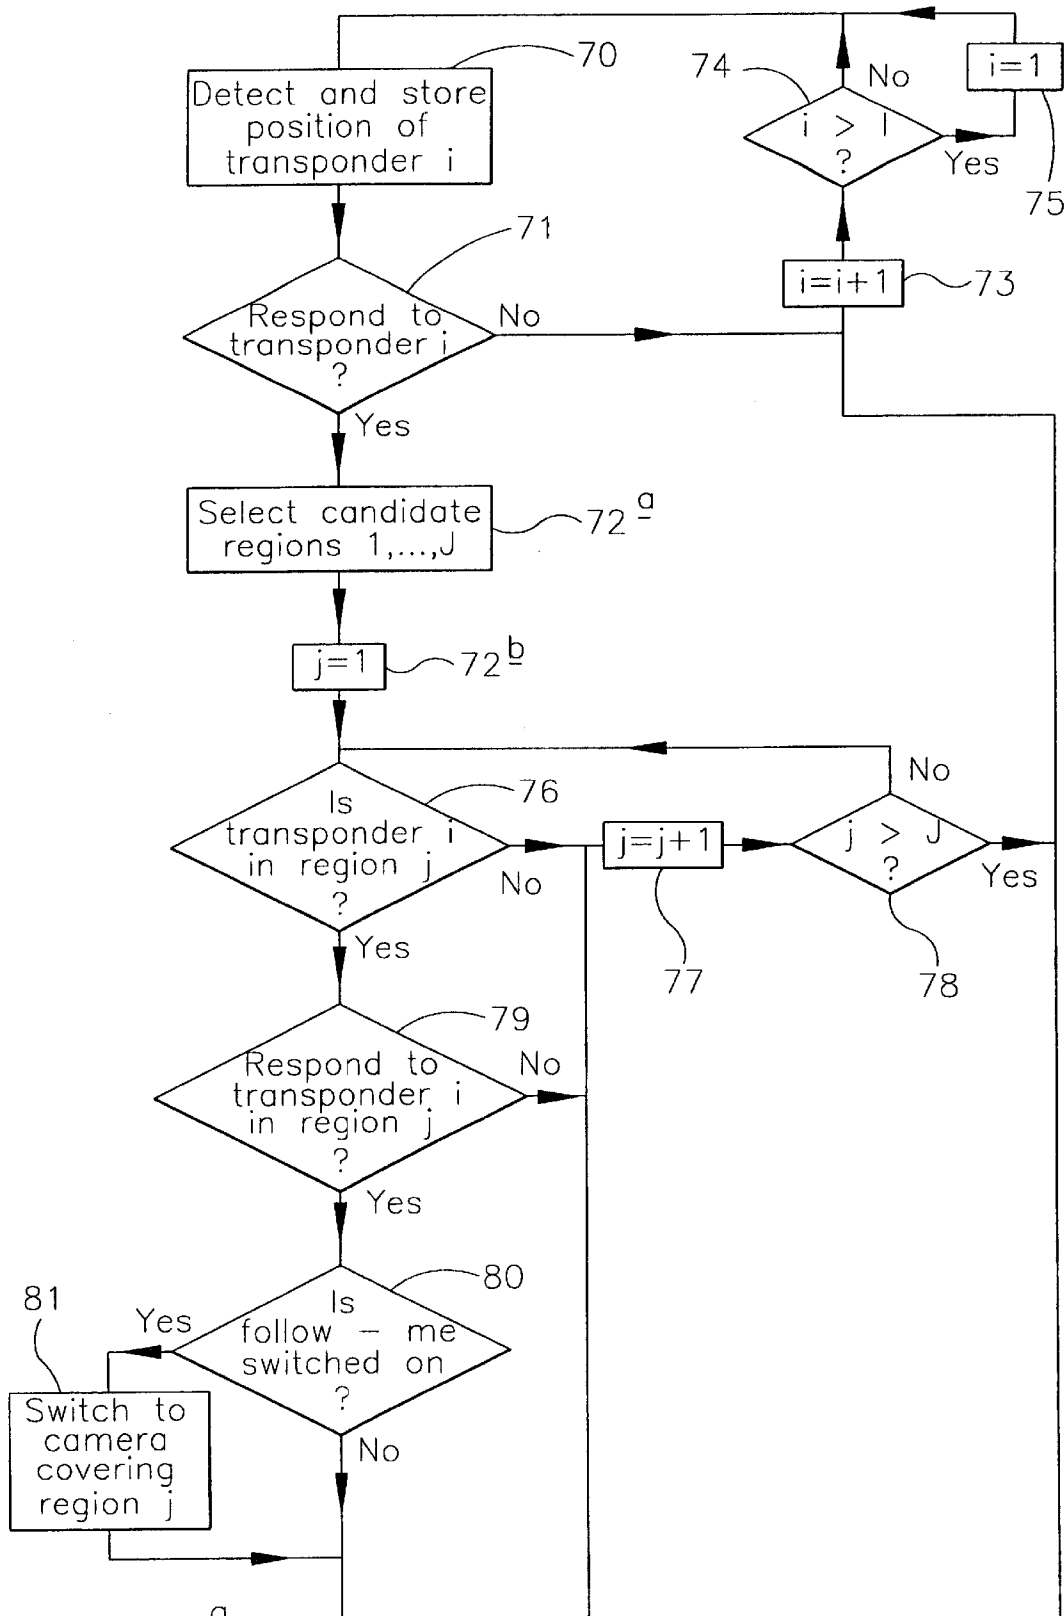 70
Detect and store
position of
transponder i
74
i > I
?
No
Yes
i=1
75
71
Respond to
transponder i
?
No
Yes
i=i+1
73
Select candidate
regions 1,...,J
72a
j=1
72b
Is
transponder i
in region j
?
76
No
Yes
j=j+1
77
j > J
?
No
Yes
78
79
Respond to
transponder i
in region j
?
No
Yes
80
Is
follow - me
switched on
?
Yes
No
81
Switch to
camera
covering
region j
a